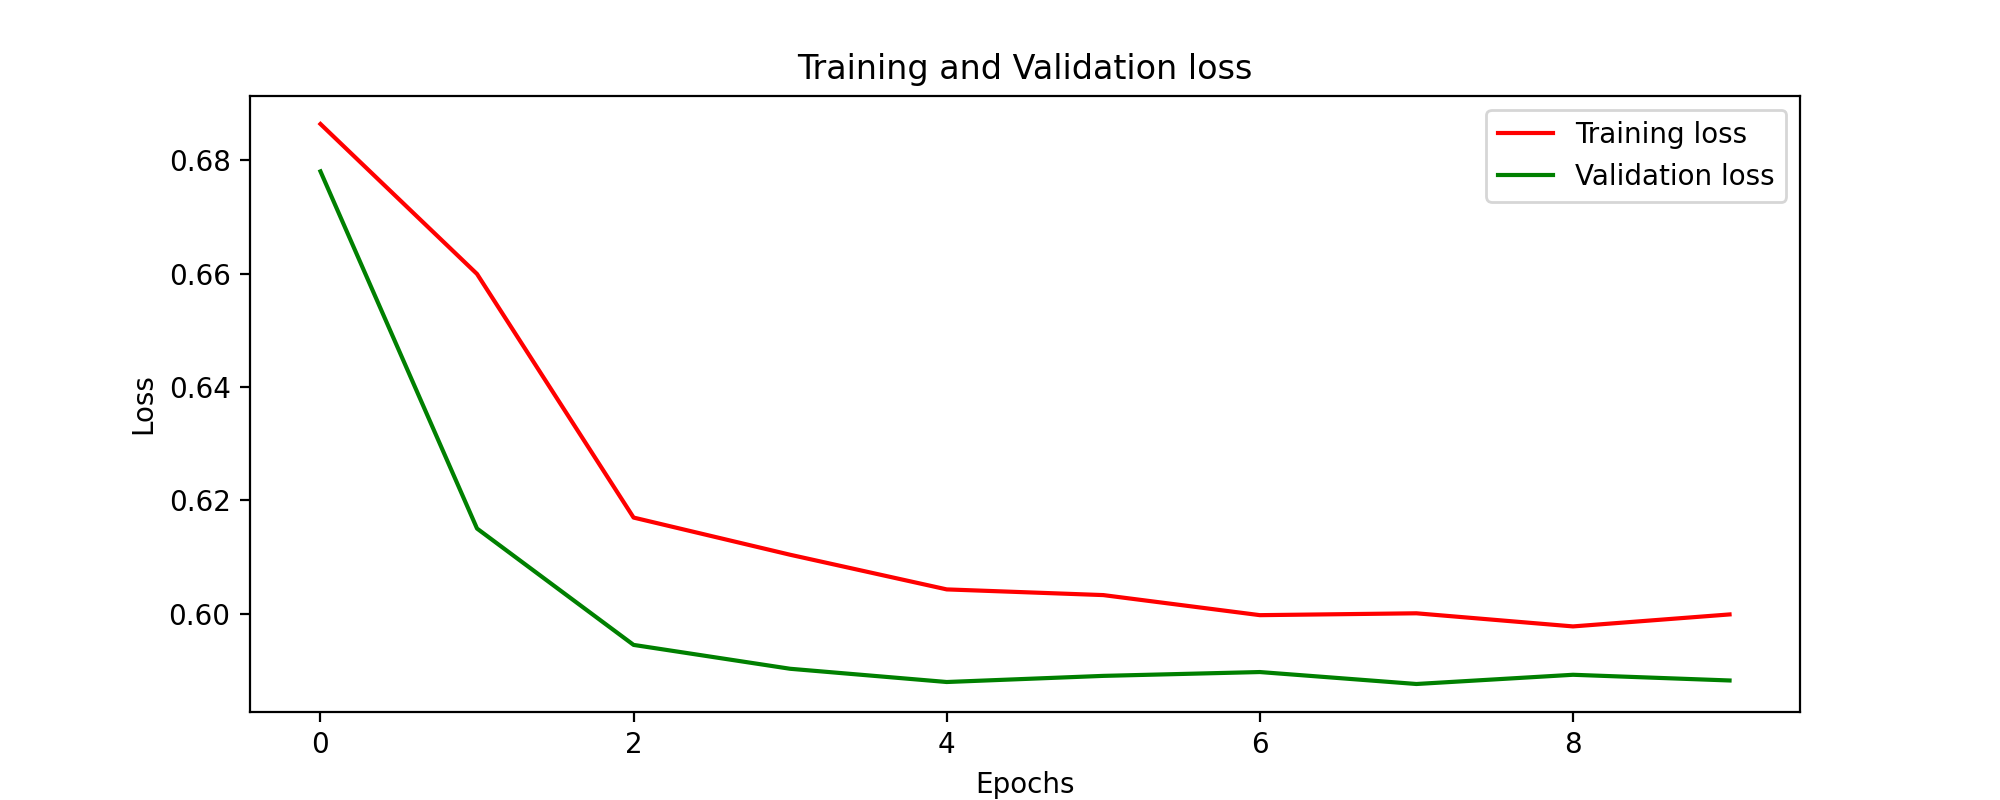 Training and Validation loss
Training loss
Validation loss
0.68
0.66
0.64
0.62
0.60
Loss
0 2 4 6 8
Epochs